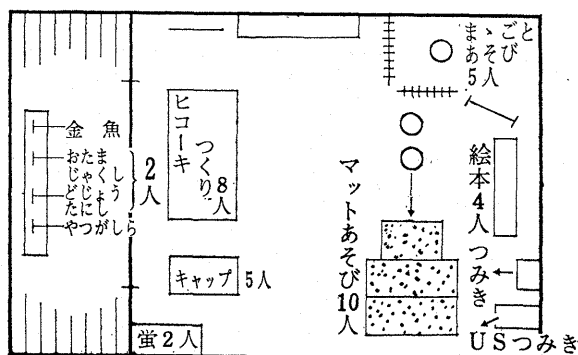 まゝごと
あそび
5人
金魚
おたま
じゃくし
どじょう
たにし
やつがしら
2人
ヒコーキ
つくり
8人
キャップ 5人
蛍2人
マットあそび
10人
絵本4人
つみき
USつみき